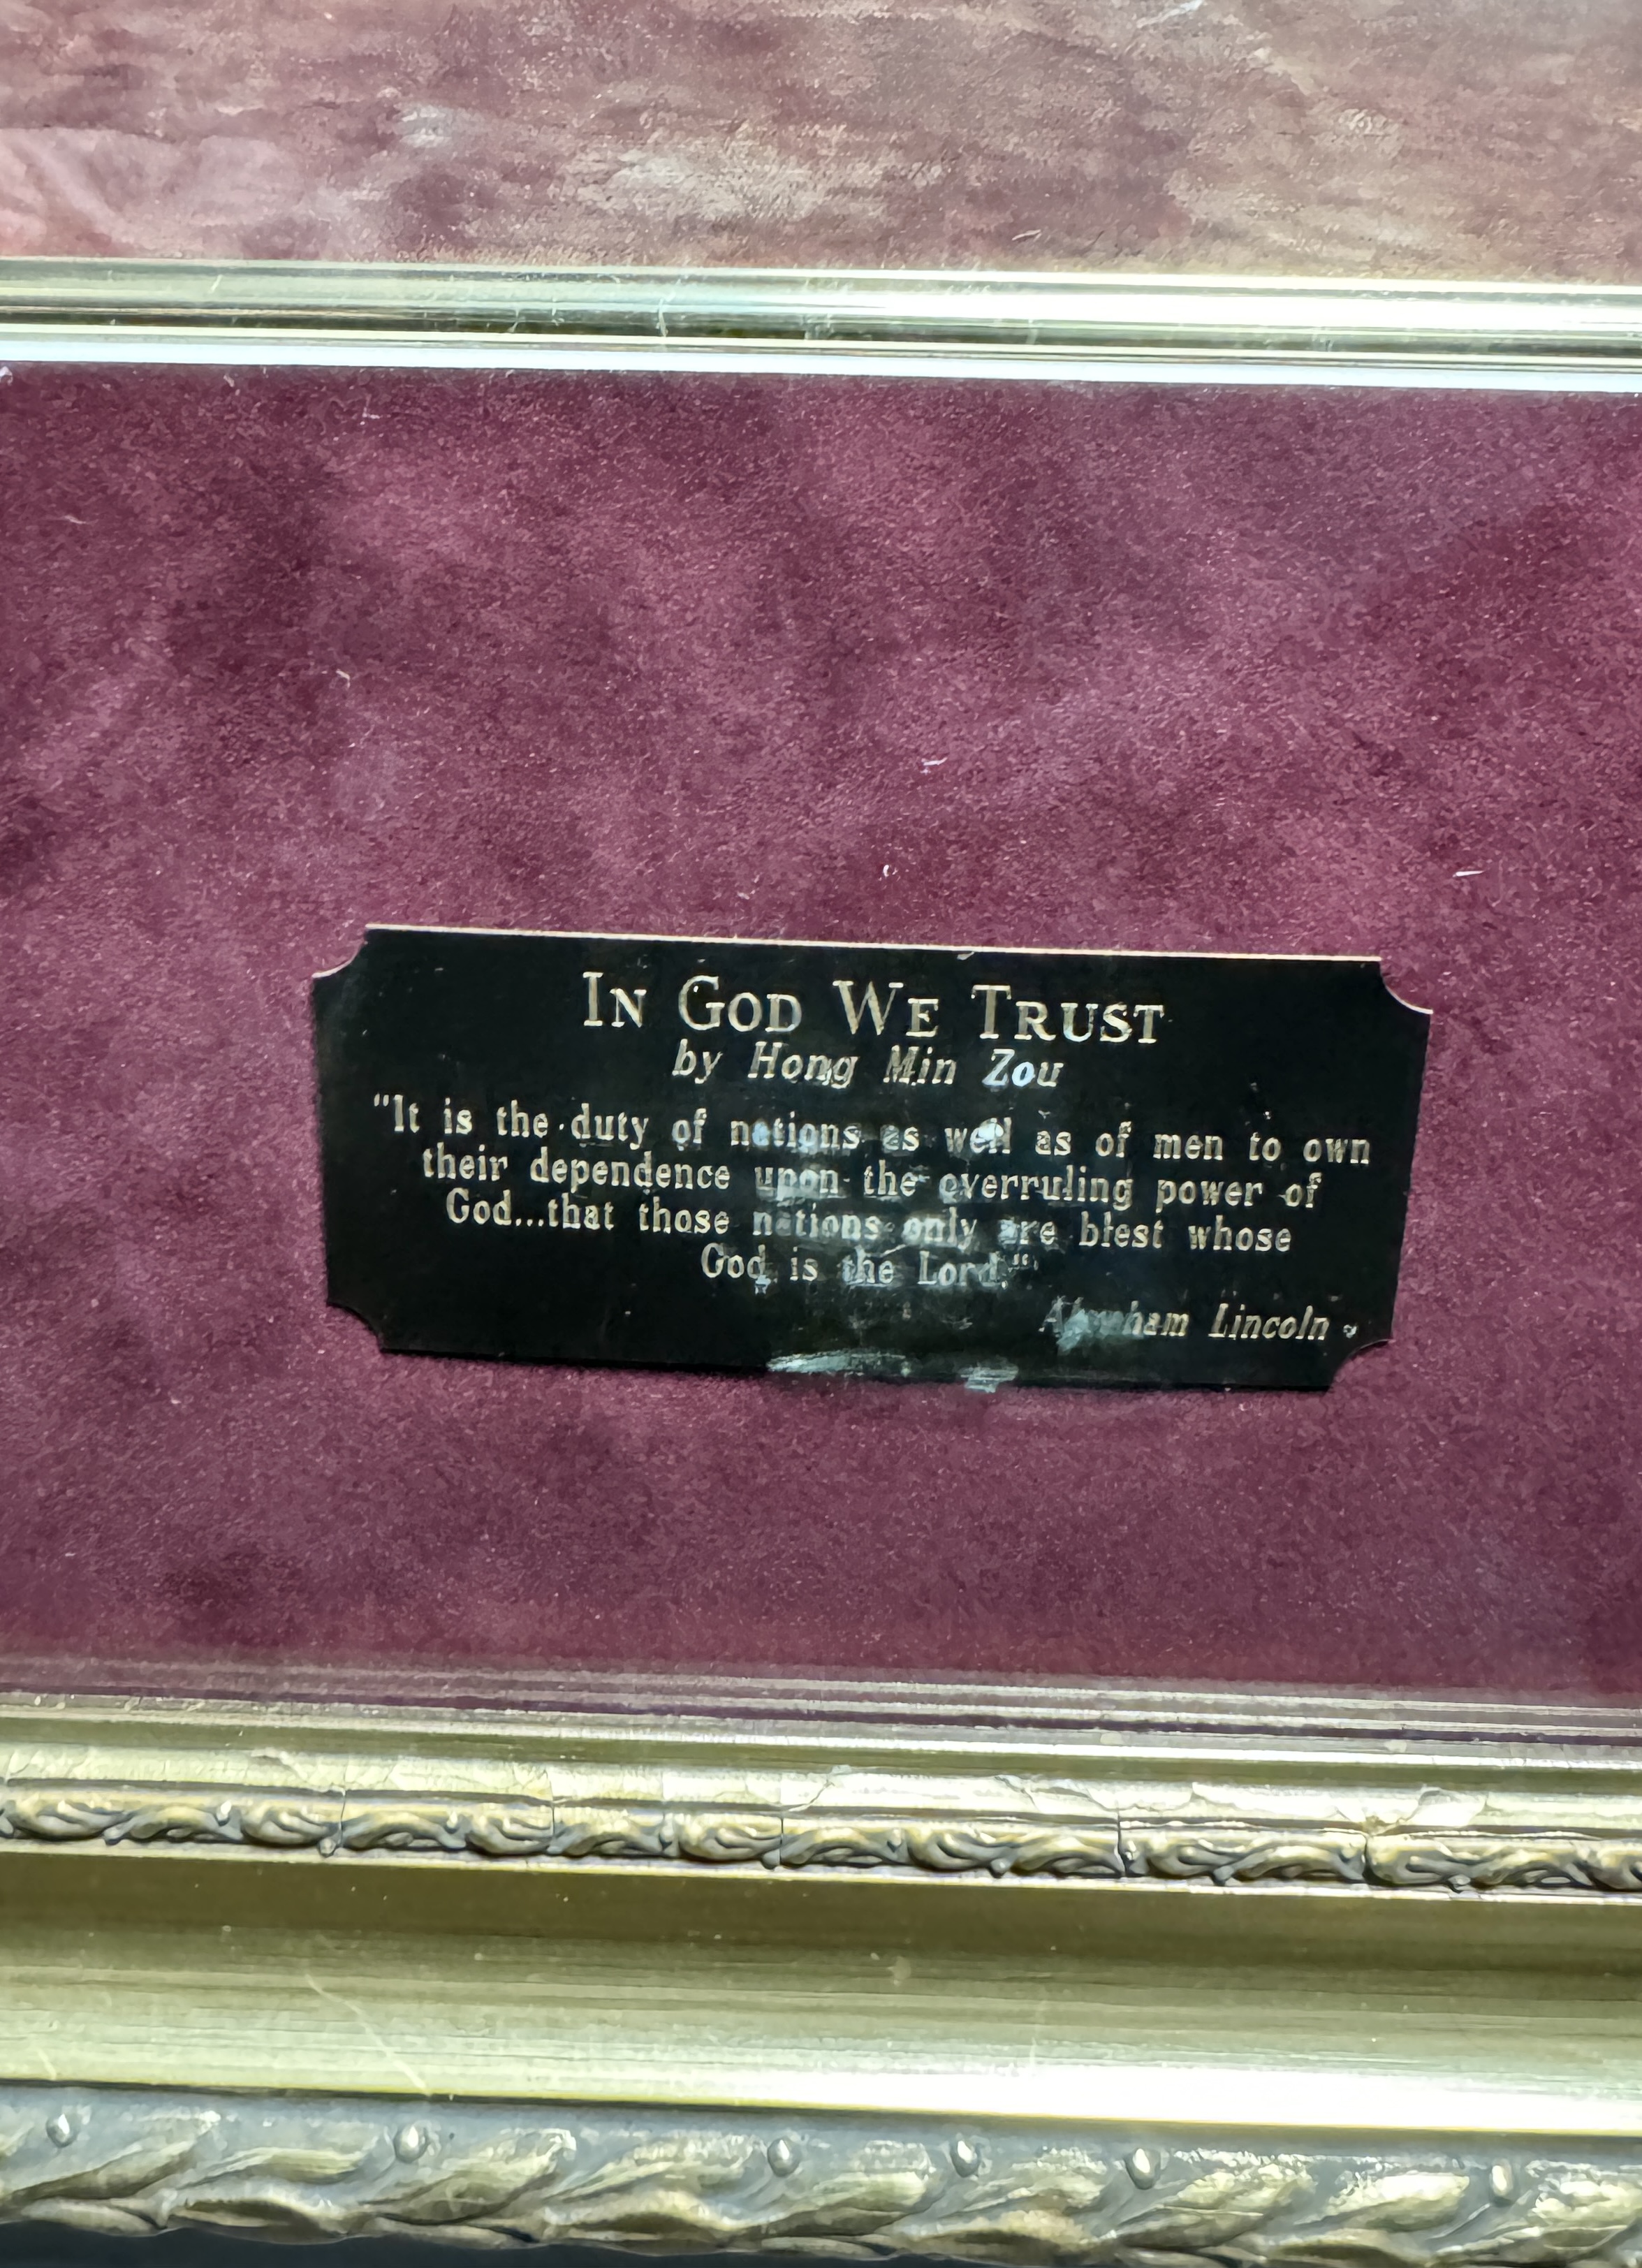 IN GOD WE TRUST
by Hong Min Zou
"It is the duty of nations as well as of men to own
their dependence upon the overruling power of
God...that those nations only are blest whose
God is the Lord."
Abraham Lincoln